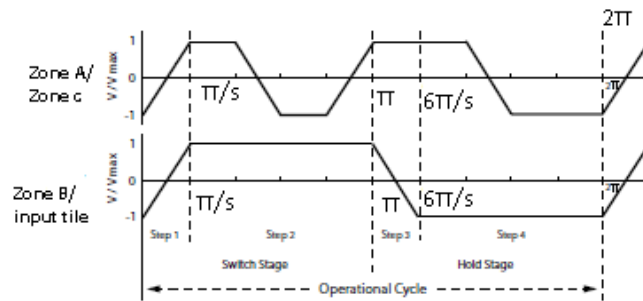 2π
Zone A/
Zone c
V/Vmax
1
0
-1
π/s
π
6π/s
2π
Zone B/
input tile
V/Vmax
1
0
-1
π/s
π
6π/s
2π
Step 1
Step 2
Step 3
Step 4
Switch Stage
Hold Stage
Operational Cycle